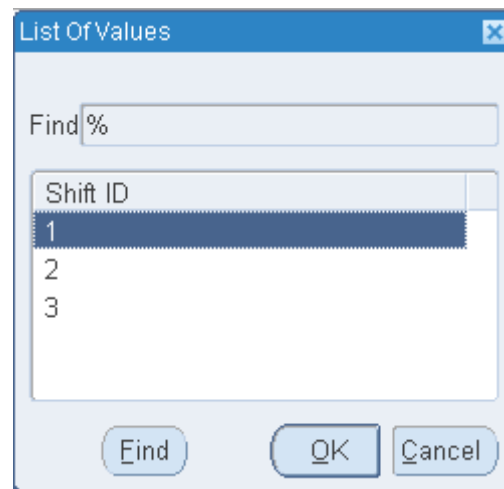 List Of Values
Find %
Shift ID
1
2
3
Find OK Cancel